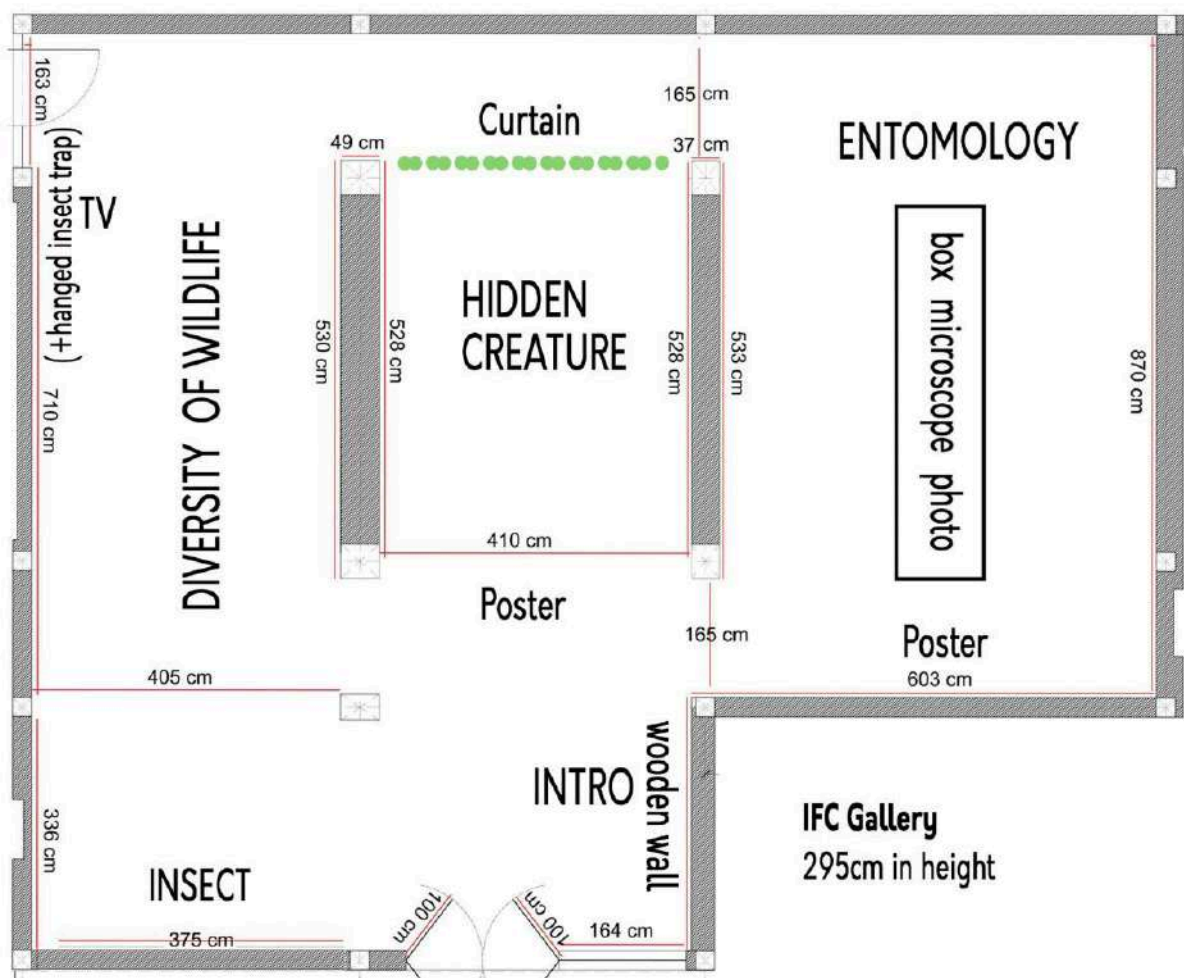 163 cm
165 cm
Curtain
49 cm
37 cm
ENTOMOLOGY
(+hanged insect trap)
TV
DIVERSITY OF WILDLIFE
530 cm
528 cm
HIDDEN
CREATURE
528 cm
533 cm
box microscope photo
870 cm
710 cm
410 cm
Poster
165 cm
Poster
405 cm
603 cm
336 cm
INTRO
wooden wall
IFC Gallery
295cm in height
INSECT
375 cm
100 cm
100 cm
164 cm